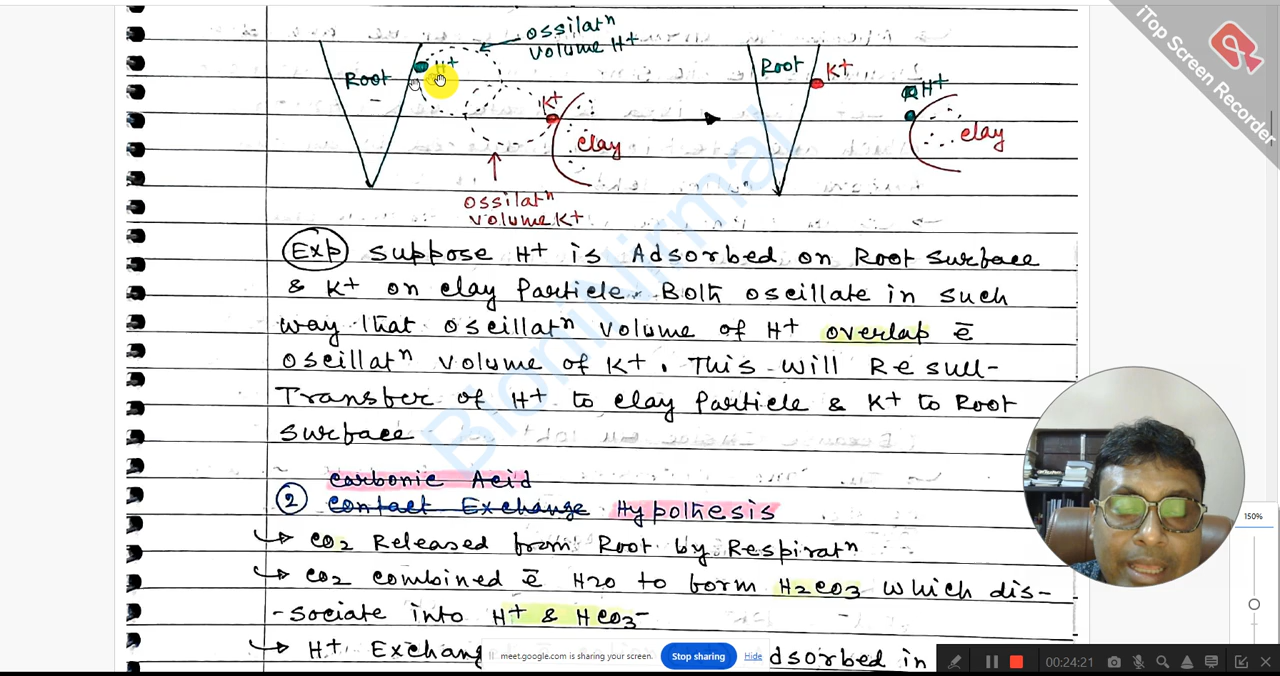 ossilatⁿ
volume H+
Root
H+
K+
clay
ossilatⁿ
volume K+
Root
K+
H+
clay
Exp Suppose H+ is Adsorbed on Root surface
& K+ on clay Particle. Both oscillate in such
way that oscillatⁿ volume of H+ overlap c̄
oscillatⁿ volume of K+. This will Result-
Transfer of H+ to clay Particle & K+ to Root
surface
carbonic Acid
② contact Exchange Hypothesis
CO2 Released from Root by Respiratⁿ
CO2 combined c̄ H2O to form H2CO3 which dis-
-sociate into H+ & HCO3-
H+ Exchang
dsorbed in
Biominirmal
iTop Screen Recorder
150%
meet.google.com is sharing your screen.
Stop sharing
Hide
00:24:21